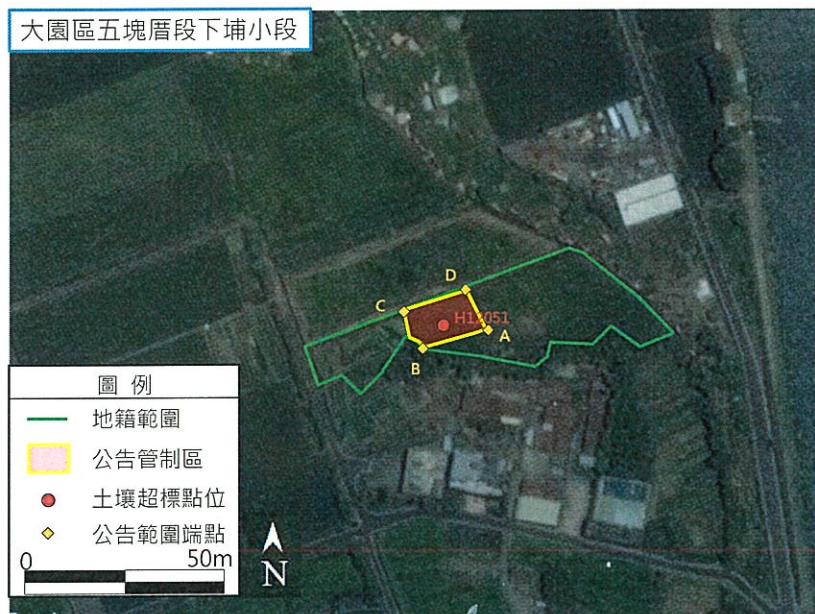 大園區五塊厝段下埔小段
D
C
H12051
A
B
圖 例
地籍範圍
公告管制區
土壤超標點位
公告範圍端點
0 50m
N